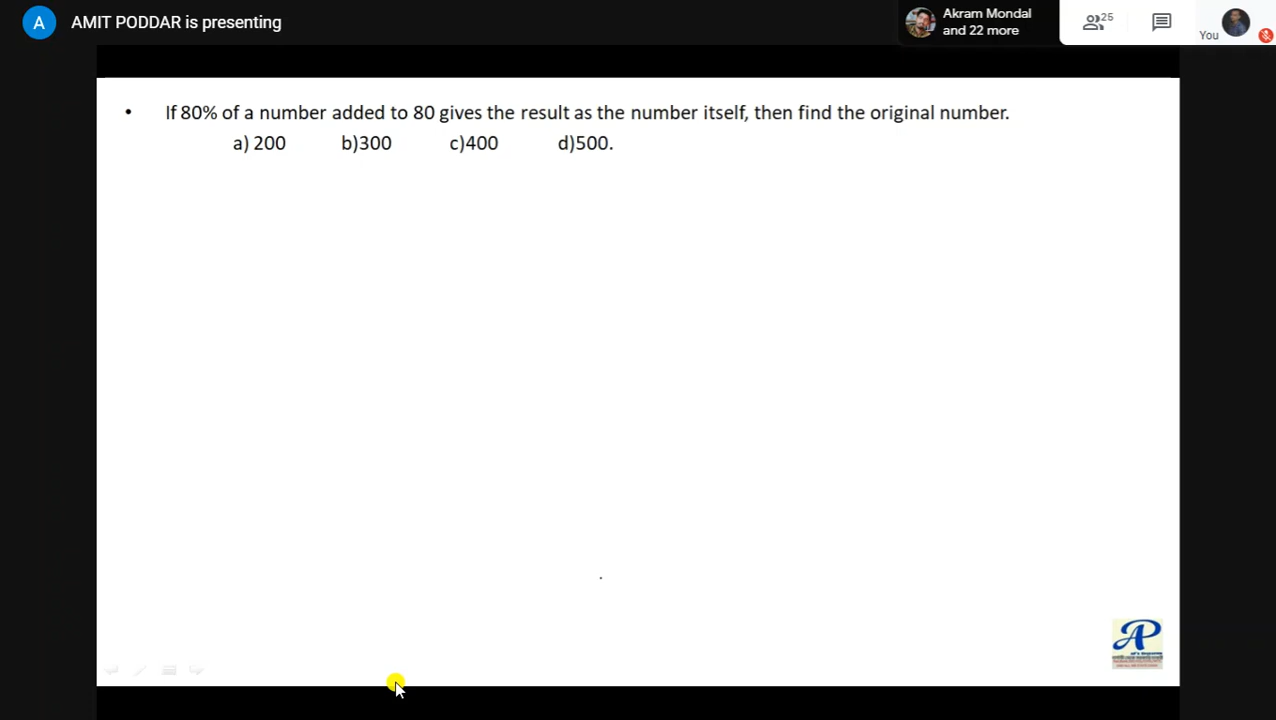 A AMIT PODDAR is presenting
Akram Mondal
and 22 more
25
You
• If 80% of a number added to 80 gives the result as the number itself, then find the original number.
a) 200 b)300 c)400 d)500.
AP